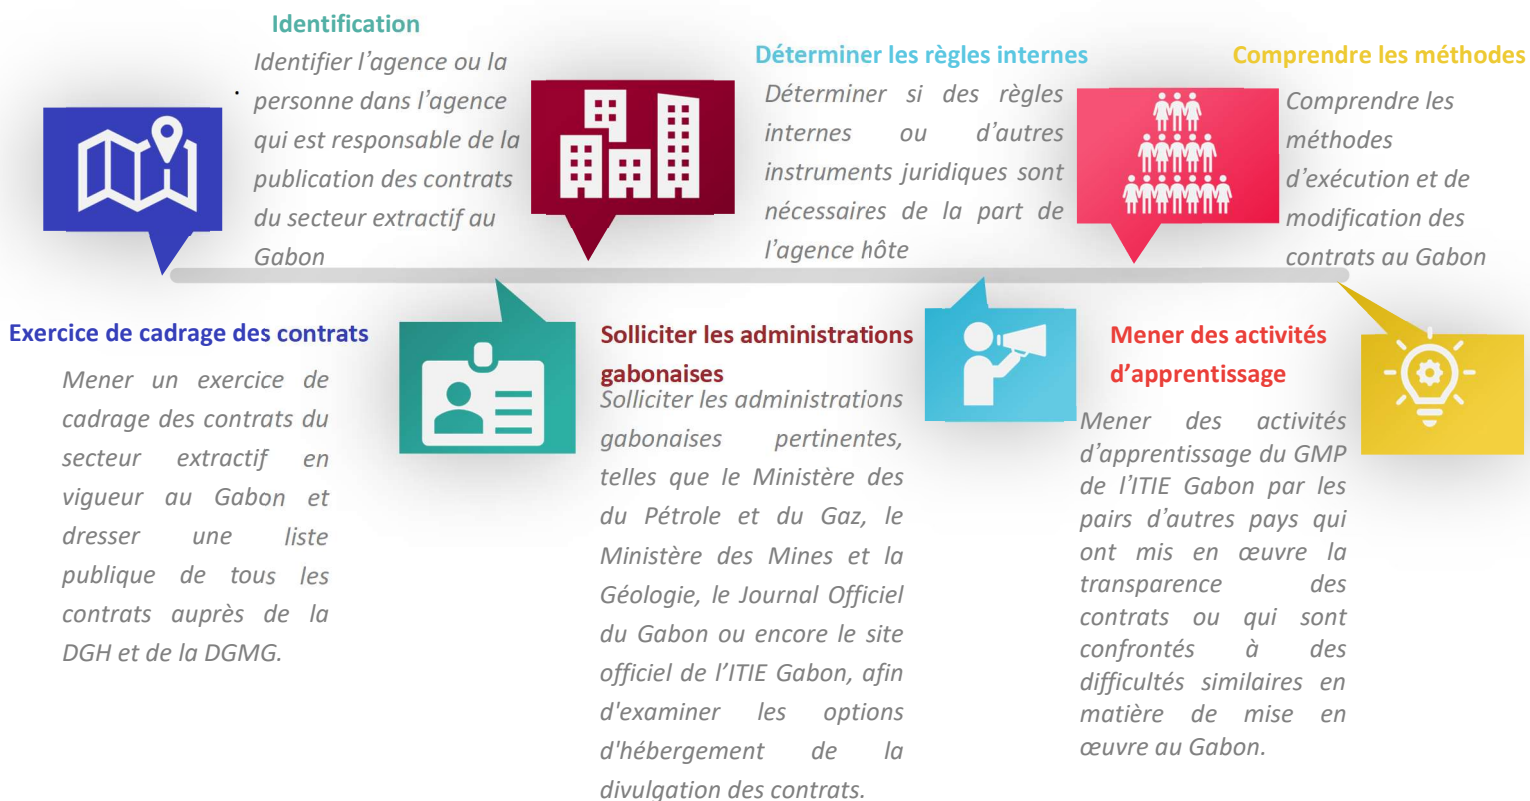 Identification
Identifier l’agence ou la
personne dans l’agence
qui est responsable de la
publication des contrats
du secteur extractif au
Gabon
Déterminer les règles internes
Déterminer si des règles
internes ou d’autres
instruments juridiques sont
nécessaires de la part de
l’agence hôte
Comprendre les méthodes
Comprendre les
méthodes
d’exécution et de
modification des
contrats au Gabon
Exercice de cadrage des contrats
Mener un exercice de
cadrage des contrats du
secteur extractif en
vigueur au Gabon et
dresser une liste
publique de tous les
contrats auprès de la
DGH et de la DGMG.
Solliciter les administrations
gabonaises
Solliciter les administrations
gabonaises pertinentes,
telles que le Ministère des
du Pétrole et du Gaz, le
Ministère des Mines et la
Géologie, le Journal Officiel
du Gabon ou encore le site
officiel de l’ITIE Gabon, afin
d'examiner les options
d'hébergement de la
divulgation des contrats.
Mener des activités
d’apprentissage
Mener des activités
d’apprentissage du GMP
de l’ITIE Gabon par les
pairs d’autres pays qui
ont mis en œuvre la
transparence des
contrats ou qui sont
confrontés à des
difficultés similaires en
matière de mise en
œuvre au Gabon.